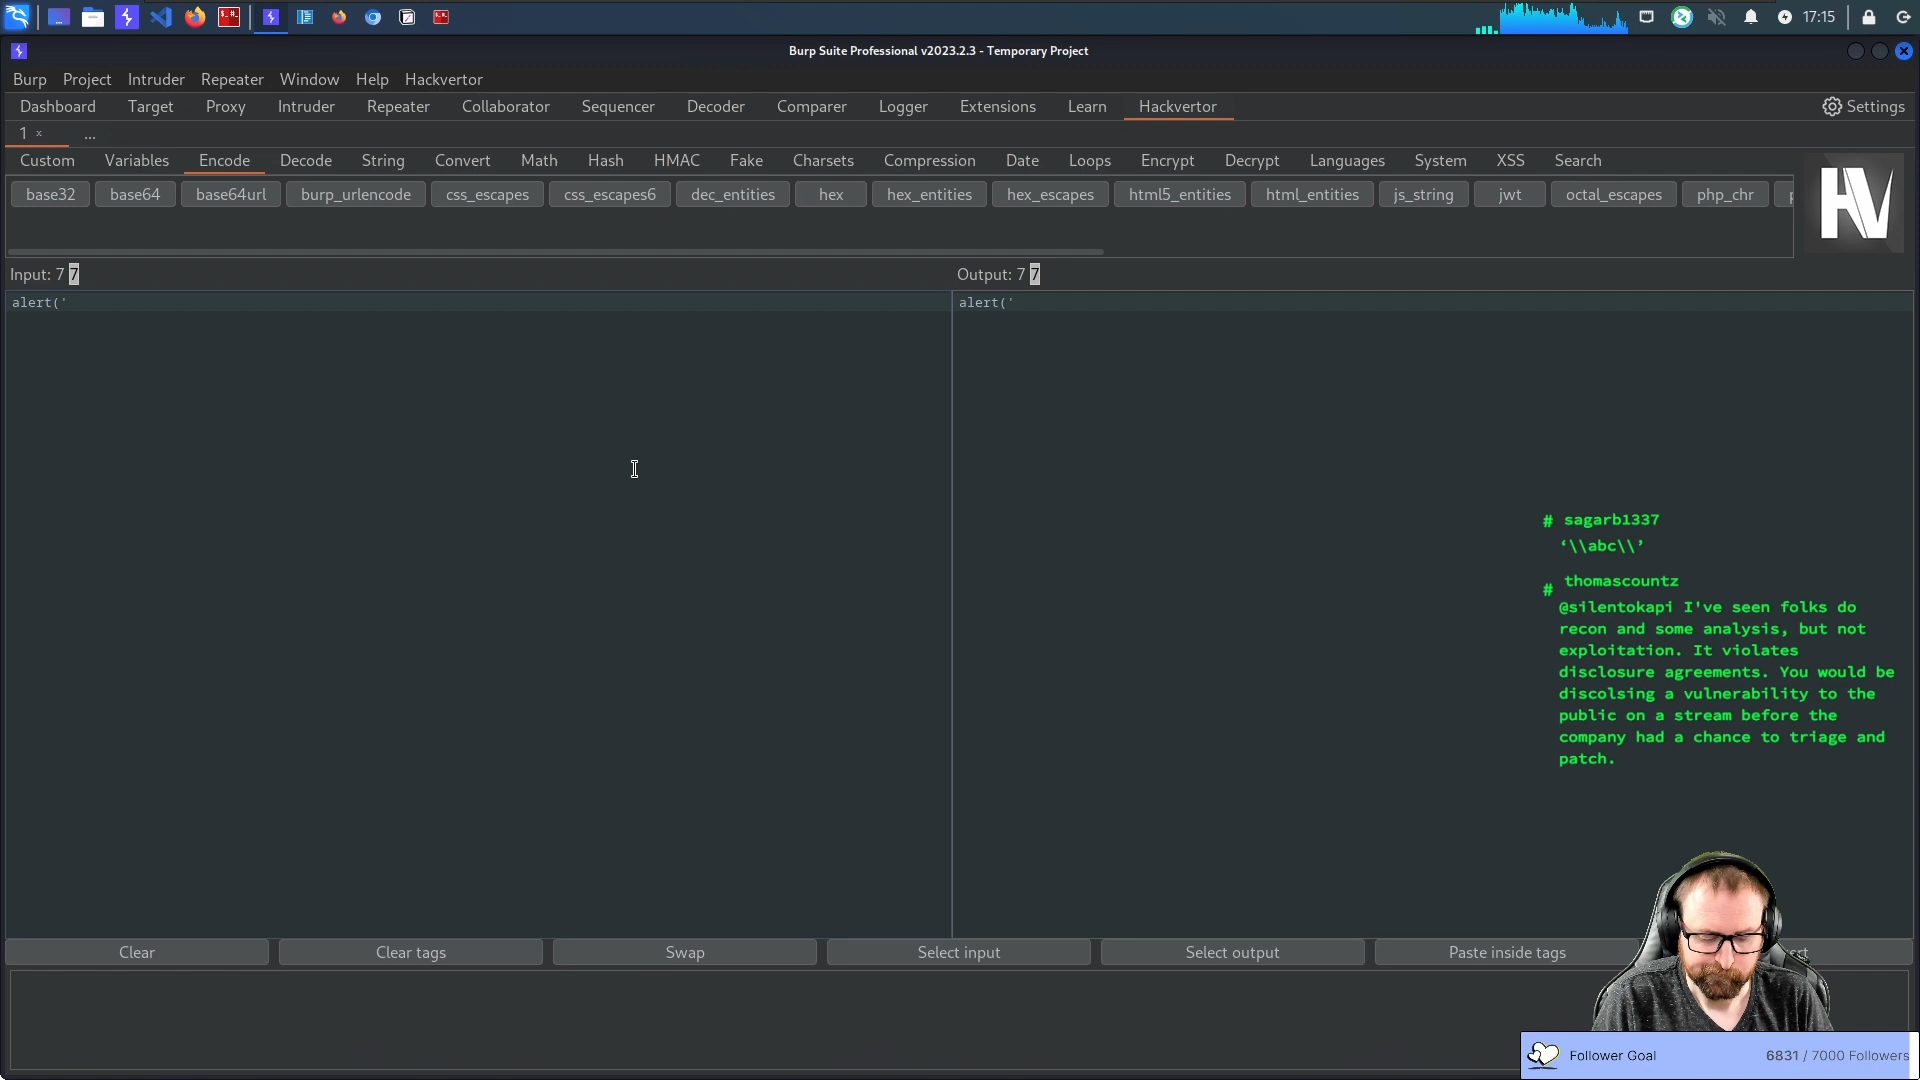 17:15
Burp Suite Professional v2023.2.3 - Temporary Project
Burp Project Intruder Repeater Window Help Hackvertor
Dashboard Target Proxy Intruder Repeater Collaborator Sequencer Decoder Comparer Logger Extensions Learn Hackvertor Settings
1 x ...
Custom Variables Encode Decode String Convert Math Hash HMAC Fake Charsets Compression Date Loops Encrypt Decrypt Languages System XSS Search
base32 base64 base64url burp_urlencode css_escapes css_escapes6 dec_entities hex hex_entities hex_escapes html5_entities html_entities js_string jwt octal_escapes php_chr
HV
Input: 7 7 Output: 7 7
alert(' alert('
# sagarb1337
‘\\abc\\’
# thomascountz
@silentokapi I've seen folks do
recon and some analysis, but not
exploitation. It violates
disclosure agreements. You would be
discolsing a vulnerability to the
public on a stream before the
company had a chance to triage and
patch.
Clear Clear tags Swap Select input Select output Paste inside tags
Follower Goal 6831 / 7000 Followers